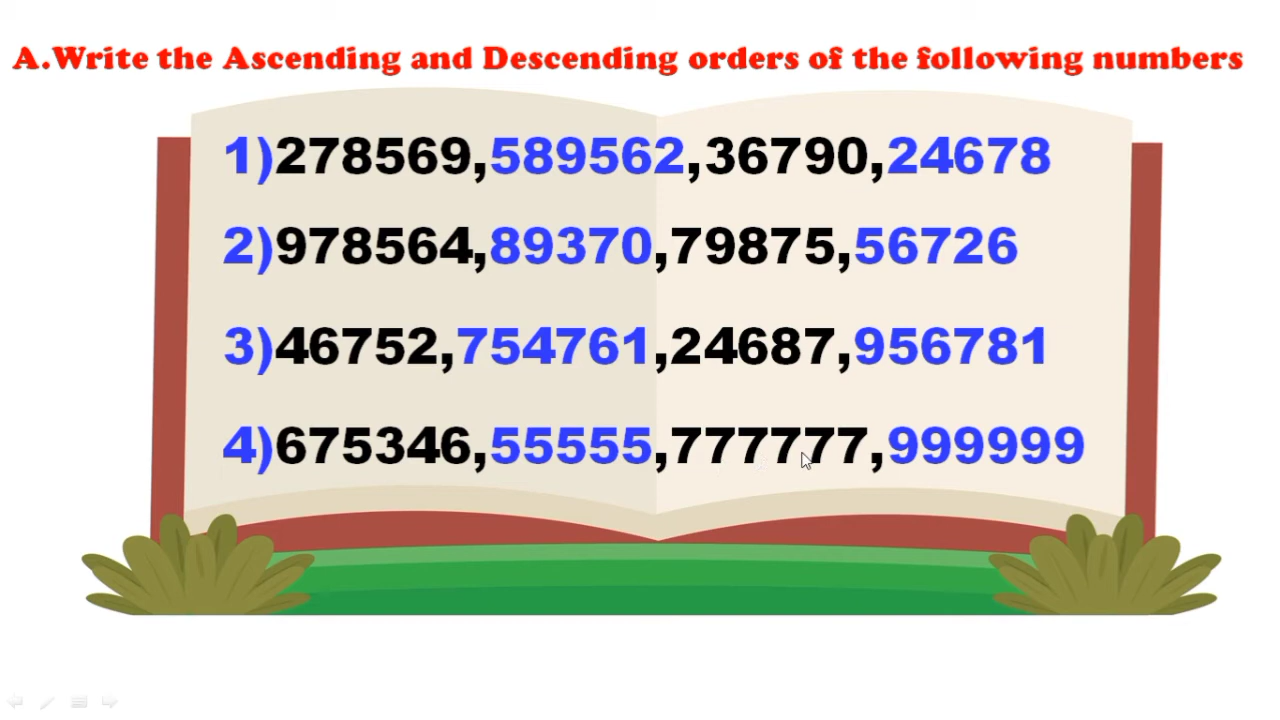 A.Write the Ascending and Descending orders of the following numbers
1)278569,589562,36790,24678
2)978564,89370,79875,56726
3)46752,754761,24687,956781
4)675346,55555,777777,999999